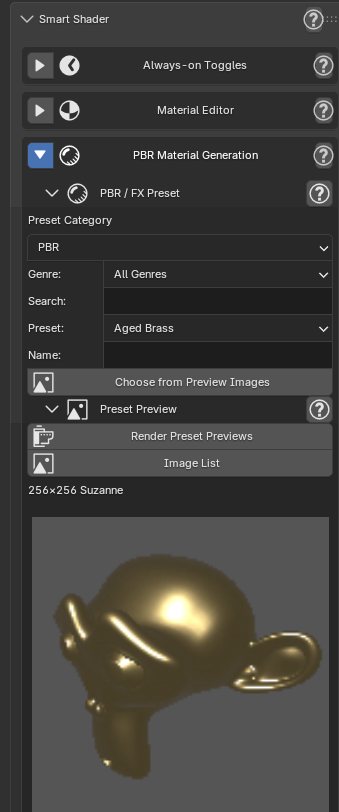 Smart Shader
Always-on Toggles
Material Editor
PBR Material Generation
PBR / FX Preset
Preset Category
PBR
Genre: All Genres
Search:
Preset: Aged Brass
Name:
Choose from Preview Images
Preset Preview
Render Preset Previews
Image List
256×256 Suzanne